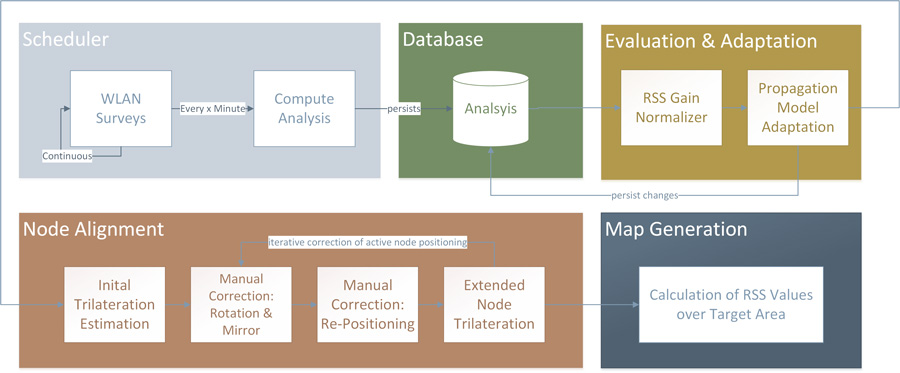 Scheduler
WLAN
Surveys
Continuous
Every x Minute
Compute
Analysis
persists
Database
Analsyis
Evaluation & Adaptation
RSS Gain
Normalizer
Propagation
Model
Adaptation
persist changes
Node Alignment
iterative correction of active node positioning
Inital
Trilateration
Estimation
Manual
Correction:
Rotation &
Mirror
Manual
Correction:
Re-Positioning
Extended
Node
Trilateration
Map Generation
Calculation of RSS Values
over Target Area